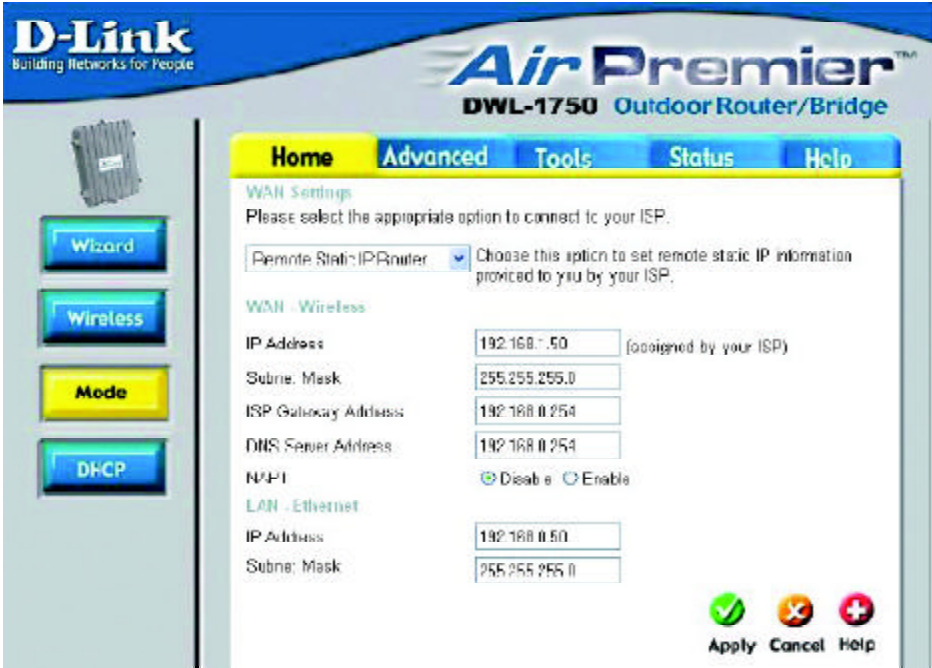 D-Link
Building Networks for People
Air Premier™
DWL-1750 Outdoor Router/Bridge
Home Advanced Tools Status Help
WAN Settings
Please select the appropriate option to connect to your ISP.
Wizard
Remote Static IP Router Choose this option to set remote static IP information
provided to you by your ISP.
WAN - Wireless
Wireless
IP Address 192.168.1.50 (assigned by your ISP)
Subnet Mask 255.255.255.0
Mode
ISP Gateway Address 192.168.0.254
DNS Server Address 192.168.0.254
DHCP
NAPT Disable Enable
LAN - Ethernet
IP Address 192.168.0.50
Subnet Mask 255.255.255.0
Apply Cancel Help